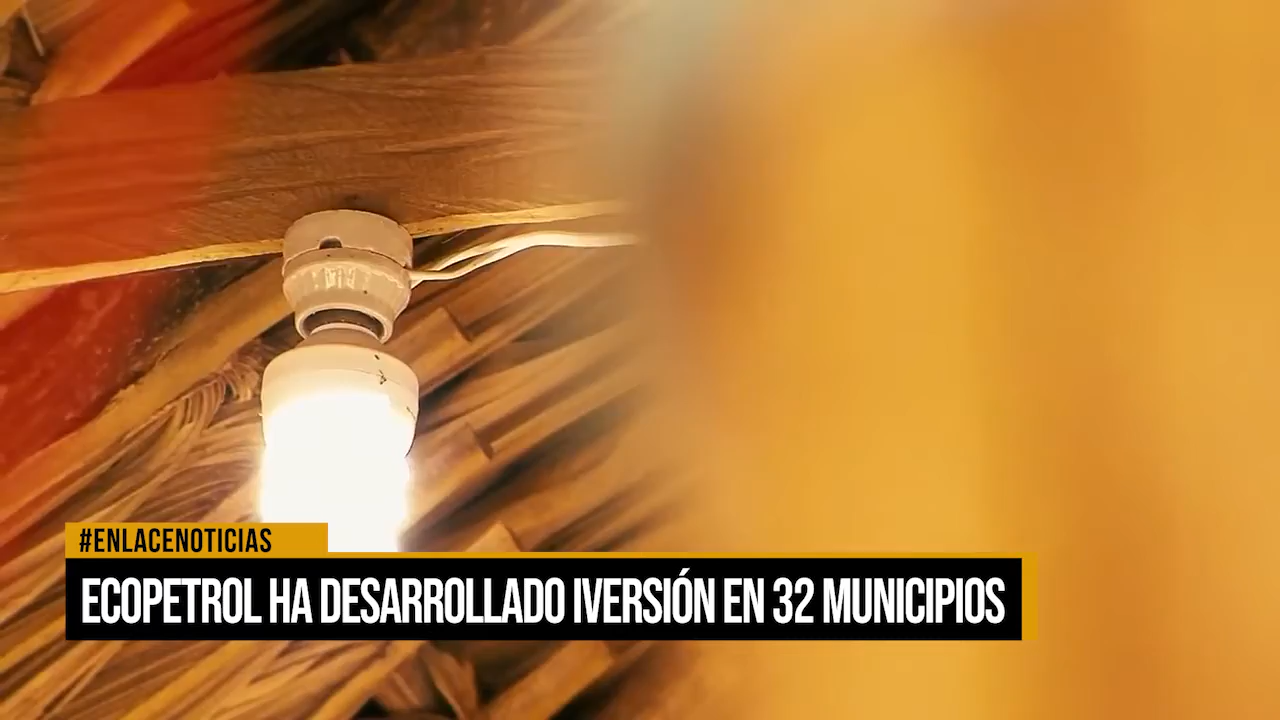 #ENLACENOTICIAS
ECOPETROL HA DESARROLLADO IVERSIÓN EN 32 MUNICIPIOS